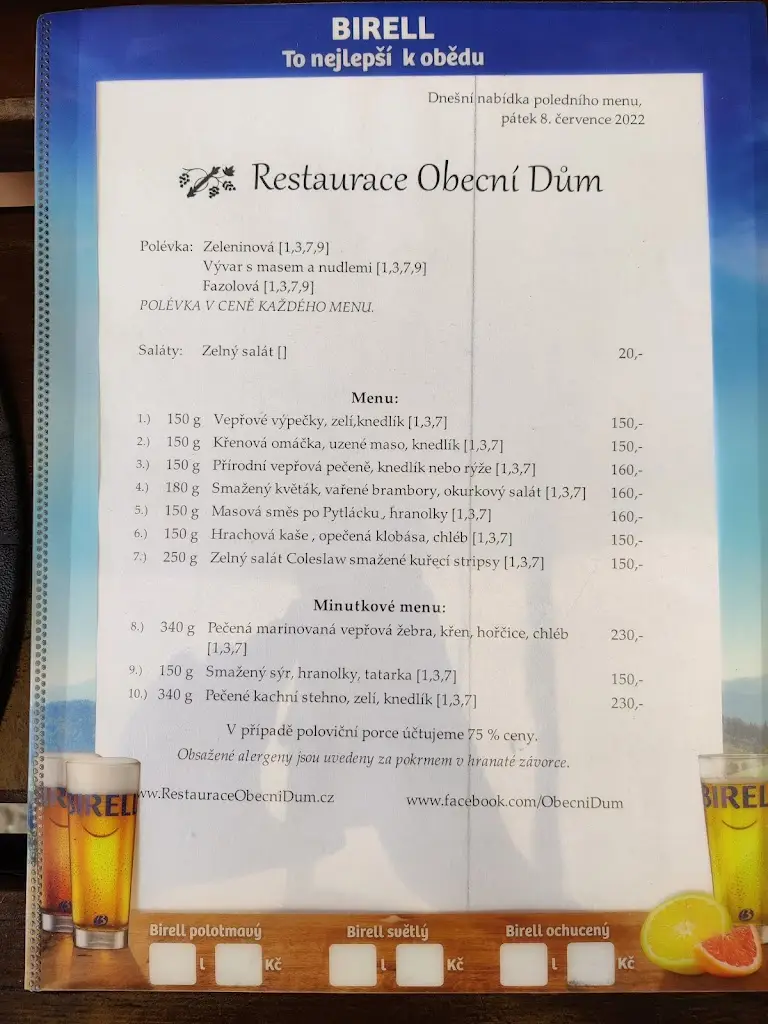 BIRELL
To nejlepší k obědu
Dnešní nabídka poledního menu,
pátek 8. července 2022
Restaurace Obecní Dům
Polévka: Zeleninová [1,3,7,9]
Vývar s masem a nudlemi [1,3,7,9]
Fazolová [1,3,7,9]
POLÉVKA V CENĚ KAŽDÉHO MENU.
Saláty: Zelný salát [] 20,-
Menu:
1.) 150 g Vepřové výpečky, zelí,knedlík [1,3,7] 150,-
2.) 150 g Křenová omáčka, uzené maso, knedlík [1,3,7] 150,-
3.) 150 g Přírodní vepřová pečeně, knedlík nebo rýže [1,3,7] 160,-
4.) 180 g Smažený květák, vařené brambory, okurkový salát [1,3,7] 160,-
5.) 150 g Masová směs po Pytlácku , hranolky [1,3,7] 160,-
6.) 150 g Hrachová kaše , opečená klobása, chléb [1,3,7] 150,-
7.) 250 g Zelný salát Coleslaw smažené kuřecí stripsy [1,3,7] 150,-
Minutkové menu:
8.) 340 g Pečená marinovaná vepřová žebra, křen, hořčice, chléb 230,-
[1,3,7]
9.) 150 g Smažený sýr, hranolky, tatarka [1,3,7] 150,-
10.) 340 g Pečené kachní stehno, zelí, knedlík [1,3,7] 230,-
V případě poloviční porce účtujeme 75 % ceny.
Obsažené alergeny jsou uvedeny za pokrmem v hranaté závorce.
ww.RestauraceObecniDum.cz www.facebook.com/ObecniDum
BIRELL BIREL
Birell polotmavý Birell světlý Birell ochucený
l Kč l Kč l Kč